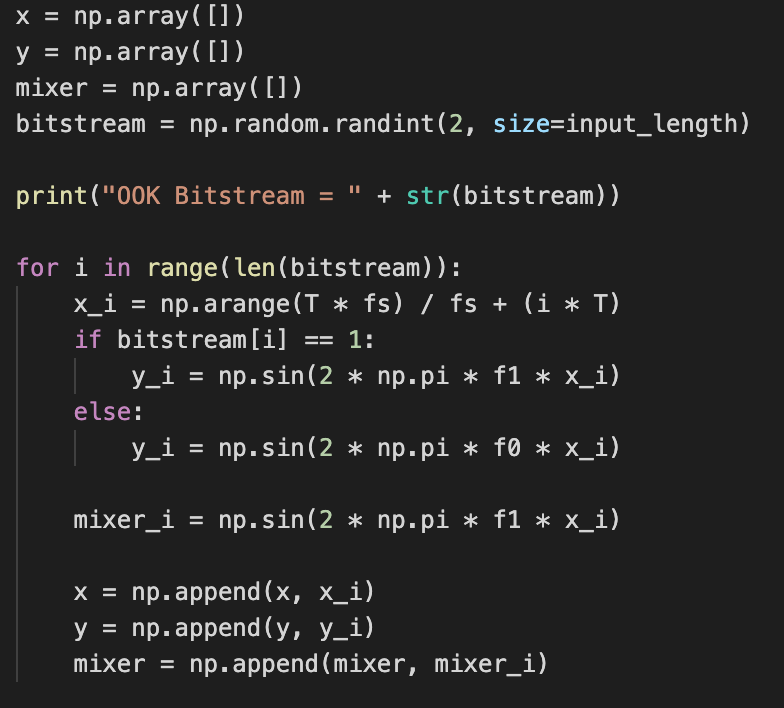 x = np.array([])
y = np.array([])
mixer = np.array([])
bitstream = np.random.randint(2, size=input_length)

print("OOK Bitstream = " + str(bitstream))

for i in range(len(bitstream)):
    x_i = np.arange(T * fs) / fs + (i * T)
    if bitstream[i] == 1:
        y_i = np.sin(2 * np.pi * f1 * x_i)
    else:
        y_i = np.sin(2 * np.pi * f0 * x_i)

    mixer_i = np.sin(2 * np.pi * f1 * x_i)

    x = np.append(x, x_i)
    y = np.append(y, y_i)
    mixer = np.append(mixer, mixer_i)